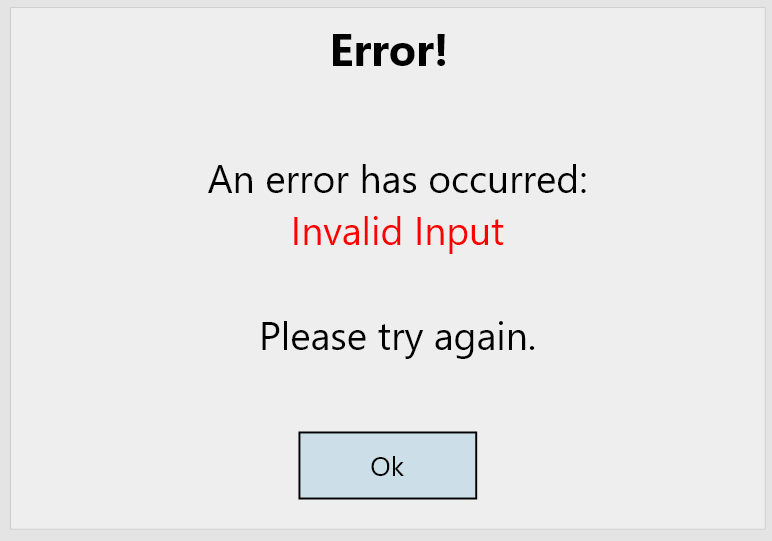 Error!
An error has occurred:
Invalid Input
Please try again.
Ok